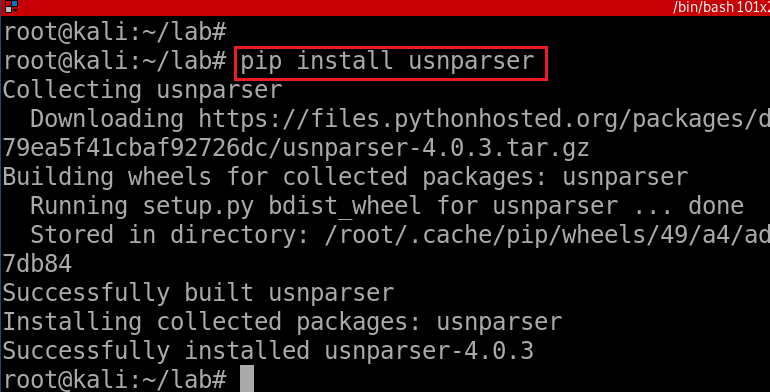 /bin/bash 101x2
root@kali:~/lab#
root@kali:~/lab# pip install usnparser
Collecting usnparser
  Downloading https://files.pythonhosted.org/packages/d
79ea5f41cbaf92726dc/usnparser-4.0.3.tar.gz
Building wheels for collected packages: usnparser
  Running setup.py bdist_wheel for usnparser ... done
  Stored in directory: /root/.cache/pip/wheels/49/a4/ad
7db84
Successfully built usnparser
Installing collected packages: usnparser
Successfully installed usnparser-4.0.3
root@kali:~/lab#